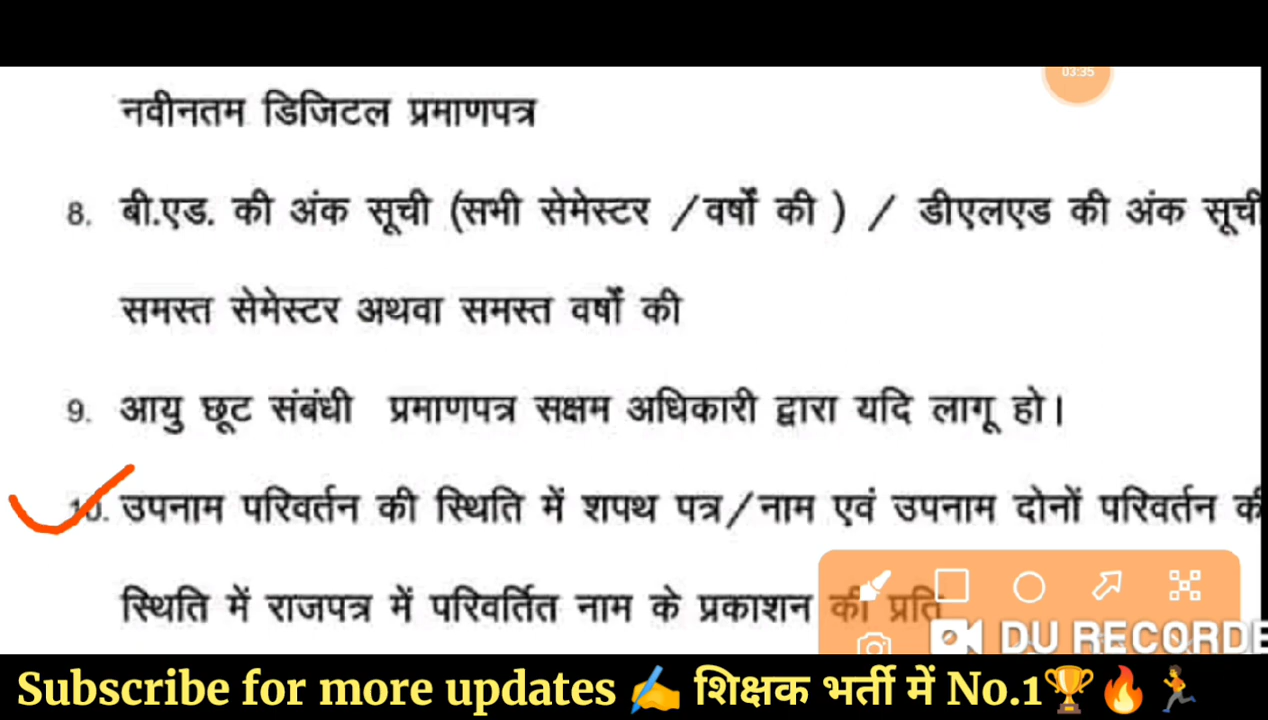 03:35
नवीनतम डिजिटल प्रमाणपत्र
8. बी.एड. की अंक सूची (सभी सेमेस्टर /वर्षों की ) / डीएलएड की अंक सूची
समस्त सेमेस्टर अथवा समस्त वर्षों की
9. आयु छूट संबंधी प्रमाणपत्र सक्षम अधिकारी द्वारा यदि लागू हो।
10. उपनाम परिवर्तन की स्थिति में शपथ पत्र/नाम एवं उपनाम दोनों परिवर्तन की
स्थिति में राजपत्र में परिवर्तित नाम के प्रकाशन की प्रति
DU RECORDE
Subscribe for more updates ✍️ शिक्षक भर्ती में No.1🏆🔥🏃